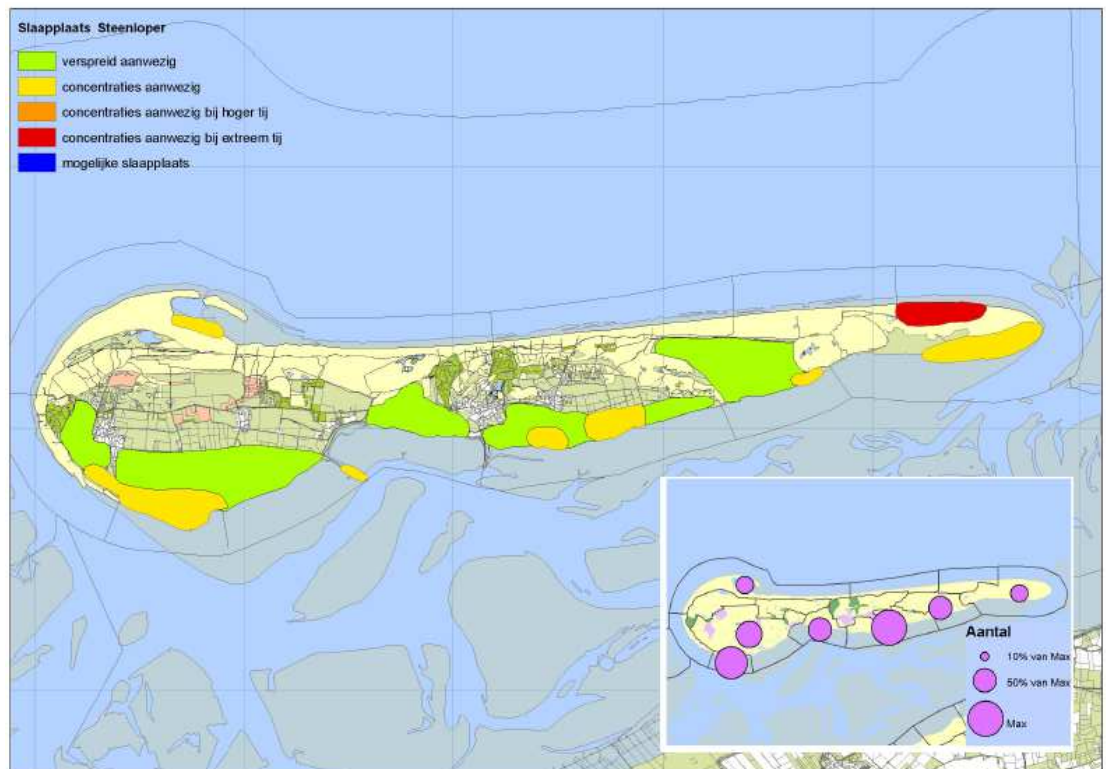 Slaapplaats Steenloper
verspreid aanwezig
concentraties aanwezig
concentraties aanwezig bij hoger tij
concentraties aanwezig bij extreem tij
mogelijke slaapplaats
Aantal
10% van Max
50% van Max
Max